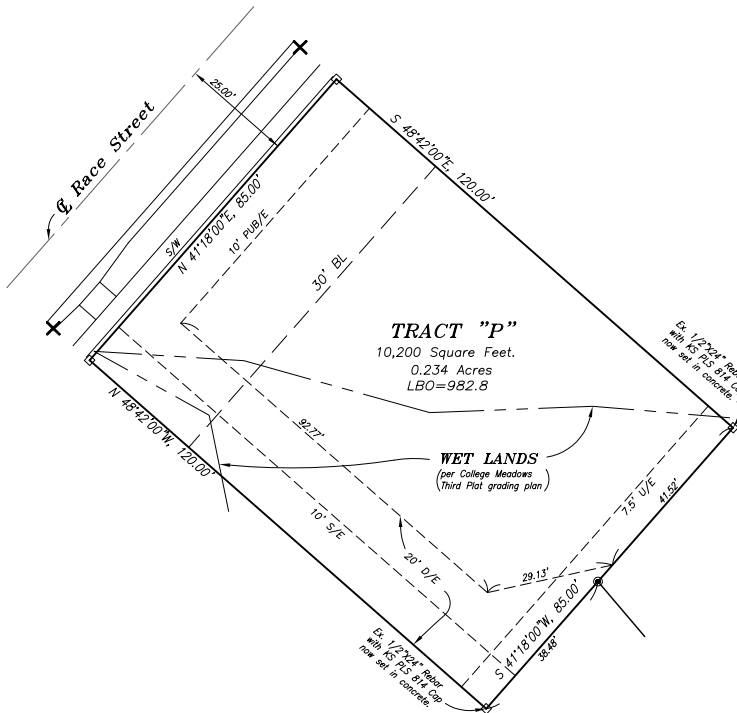 ℄ Race Street
25.00'
S/W
N 41°18'00"E, 85.00'
S 48°42'00"E, 120.00'
10' PUB/E
30' BL
TRACT "P"
10,200 Square Feet.
0.234 Acres
LBO=982.8
Ex. 1/2"X24" Rebar
with KS PLS 814
now set in concrete.
N 48°42'00"W, 120.00'
92.77'
WET LANDS
(per College Meadows
Third Plat grading plan)
7.5' U/E
41.52'
10' S/E
20' D/E
29.13'
S 41°18'00"W, 85.00'
38.48'
Ex. 1/2"X24" Rebar
with KS PLS 814 Cap
now set in concrete.